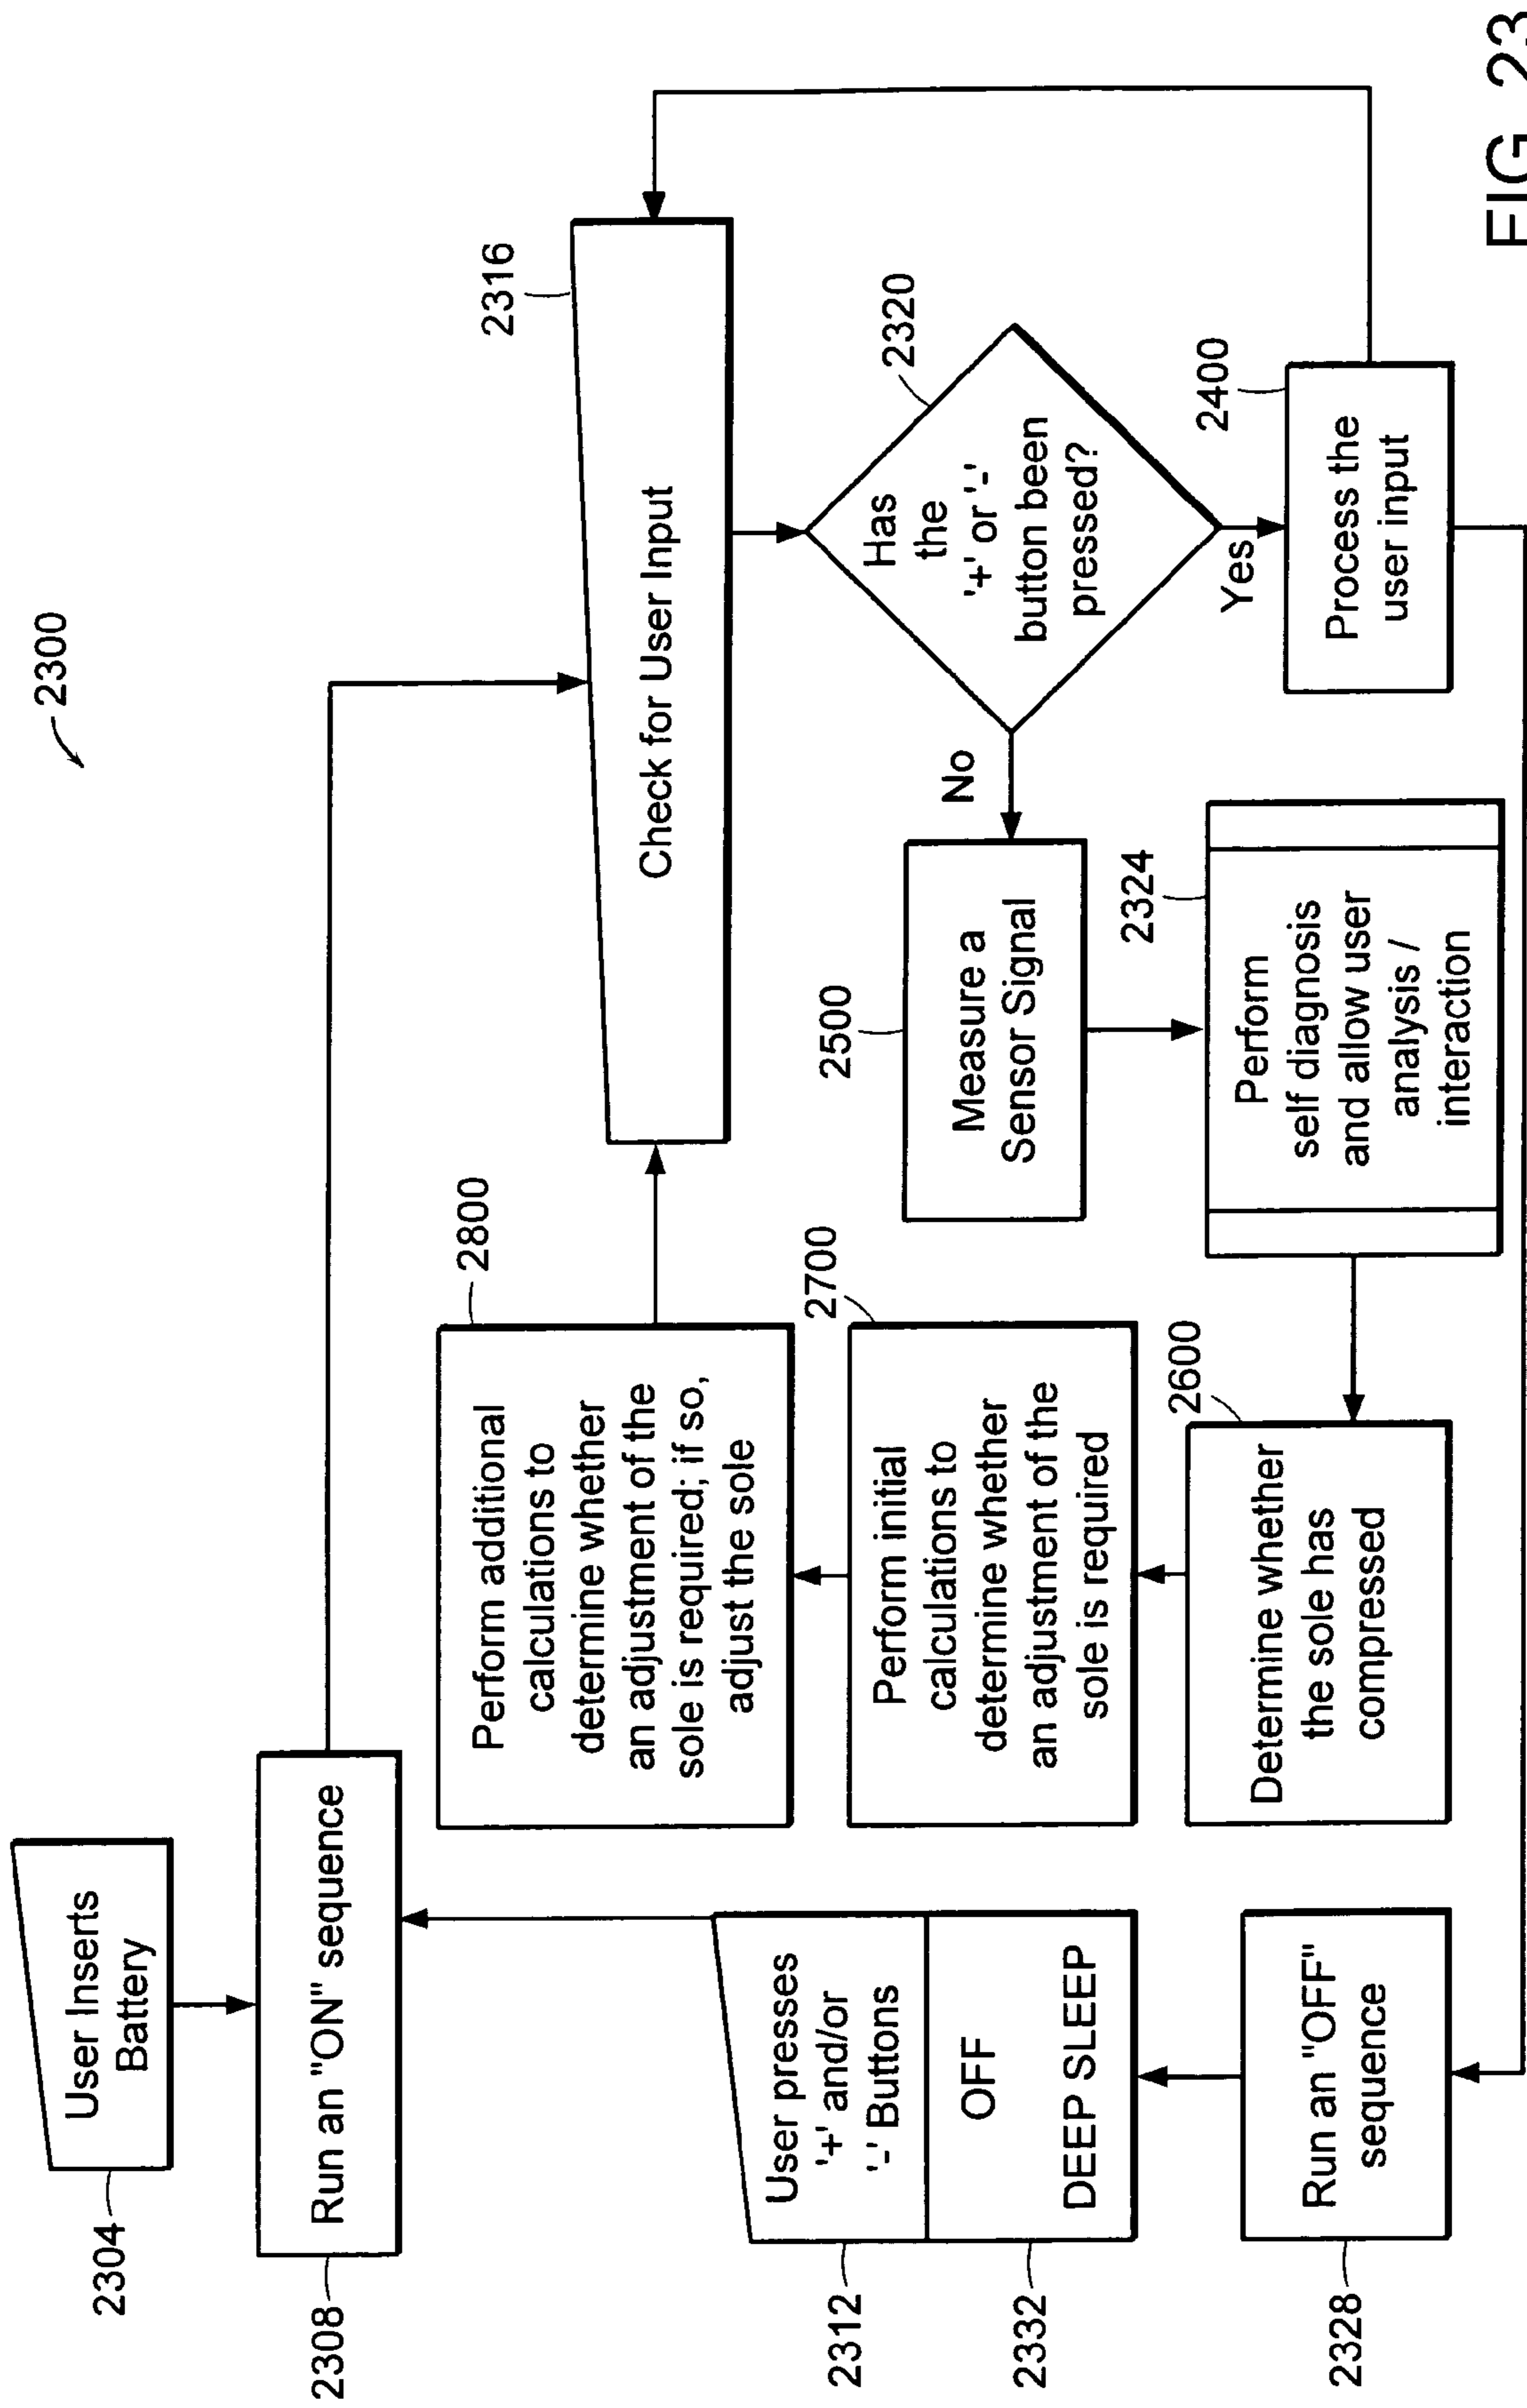 2300
User Inserts
Battery
2304
Run an "ON" sequence
2308
2316
Check for User Input
2320
Has
the
'+' or '-'
button been
pressed?
No
Yes
2400
Process the
user input
2500
Measure a
Sensor Signal
2324
Perform
self diagnosis
and allow user
analysis /
interaction
2600
Determine whether
the sole has
compressed
2700
Perform initial
calculations to
determine whether
an adjustment of the
sole is required
2800
Perform additional
calculations to
determine whether
an adjustment of the
sole is required; if so,
adjust the sole
User presses
'+' and/or
'-' Buttons
2312
OFF
DEEP SLEEP
2332
Run an "OFF"
sequence
2328
FIG. 23